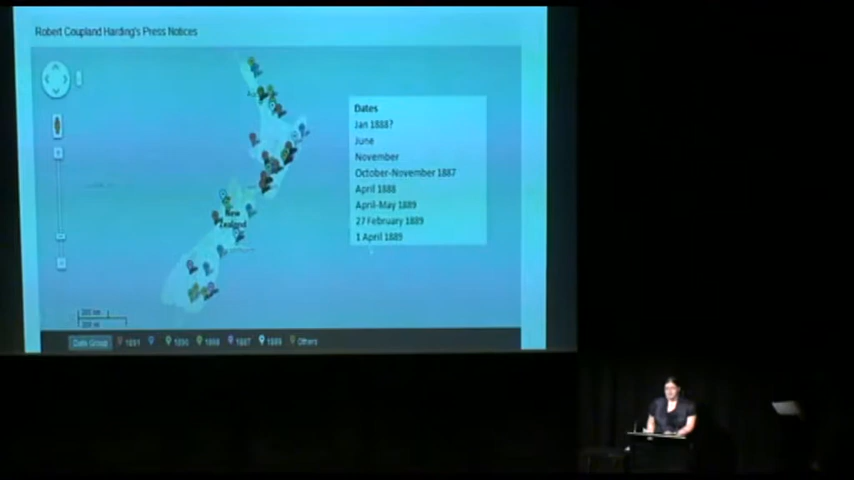 Robert Coupland Harding's Press Notices
Dates
Jan 1888?
June
November
October-November 1887
April 1888
April-May 1889
27 February 1889
1 April 1889
New
Zealand
Date Group 1891 1890 1888 1887 1889 Others